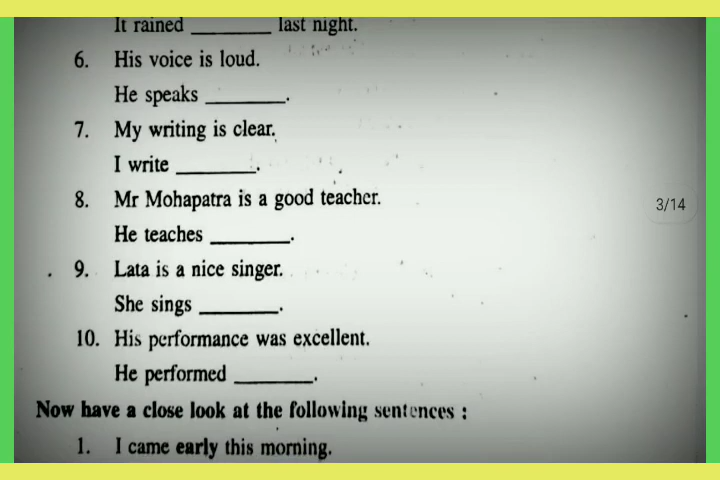 It rained ________ last night.
6. His voice is loud.
He speaks ________.
7. My writing is clear.
I write ________.
8. Mr Mohapatra is a good teacher.
3/14
He teaches ________.
9. Lata is a nice singer.
She sings ________.
10. His performance was excellent.
He performed ________.
Now have a close look at the following sentences :
1. I came early this morning.